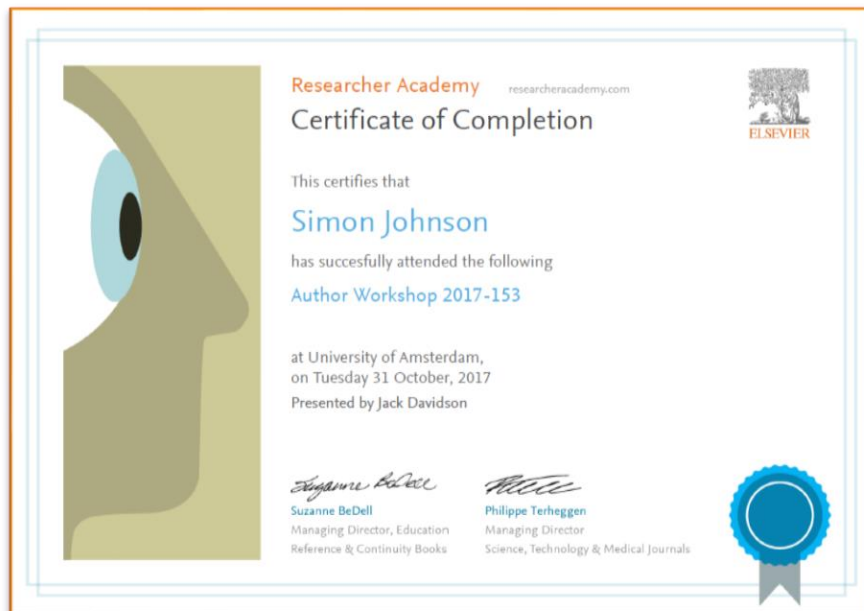 Researcher Academy researcheracademy.com
Certificate of Completion
ELSEVIER
This certifies that
Simon Johnson
has succesfully attended the following
Author Workshop 2017-153
at University of Amsterdam,
on Tuesday 31 October, 2017
Presented by Jack Davidson
Suzanne BeDell
Suzanne BeDell
Managing Director, Education
Reference & Continuity Books
Philippe Terheggen
Managing Director
Science, Technology & Medical Journals